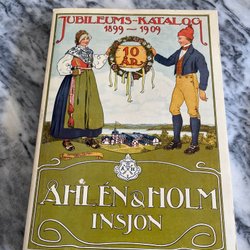 JUBILEUMS-KATALOG
1899–1909
10
ÅR
ÅHLÉN & HOLM
INSJÖN